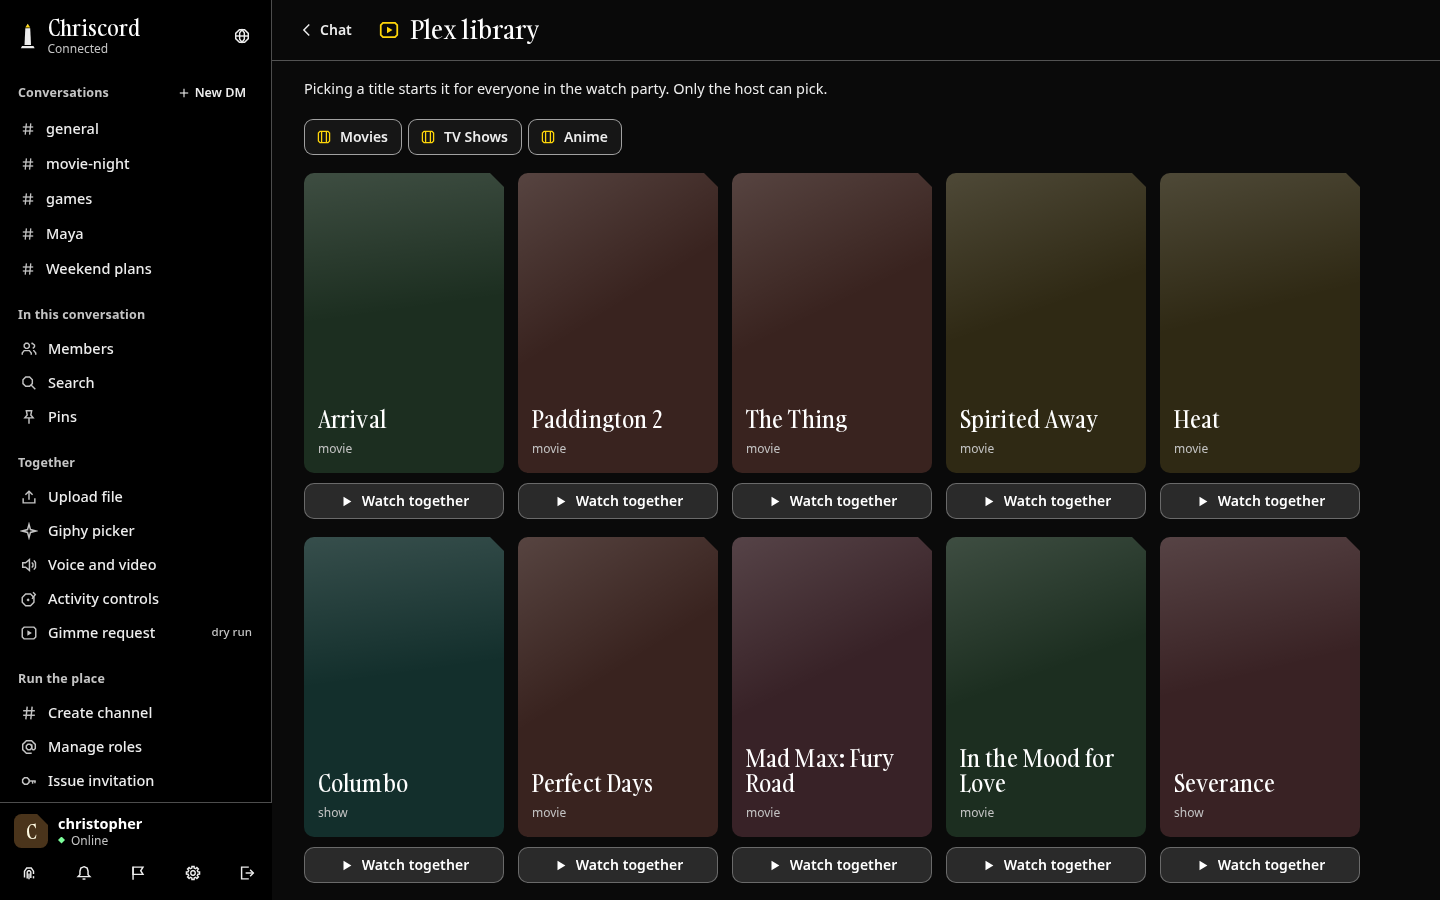 Chriscord
Connected
Conversations
New DM
general
movie-night
games
Maya
Weekend plans
In this conversation
Members
Search
Pins
Together
Upload file
Giphy picker
Voice and video
Activity controls
Gimme request
dry run
Run the place
Create channel
Manage roles
Issue invitation
C
christopher
Online
Chat
Plex library
Picking a title starts it for everyone in the watch party. Only the host can pick.
Movies
TV Shows
Anime
Arrival
movie
Watch together
Paddington 2
movie
Watch together
The Thing
movie
Watch together
Spirited Away
movie
Watch together
Heat
movie
Watch together
Columbo
show
Watch together
Perfect Days
movie
Watch together
Mad Max: Fury
Road
movie
Watch together
In the Mood for
Love
movie
Watch together
Severance
show
Watch together